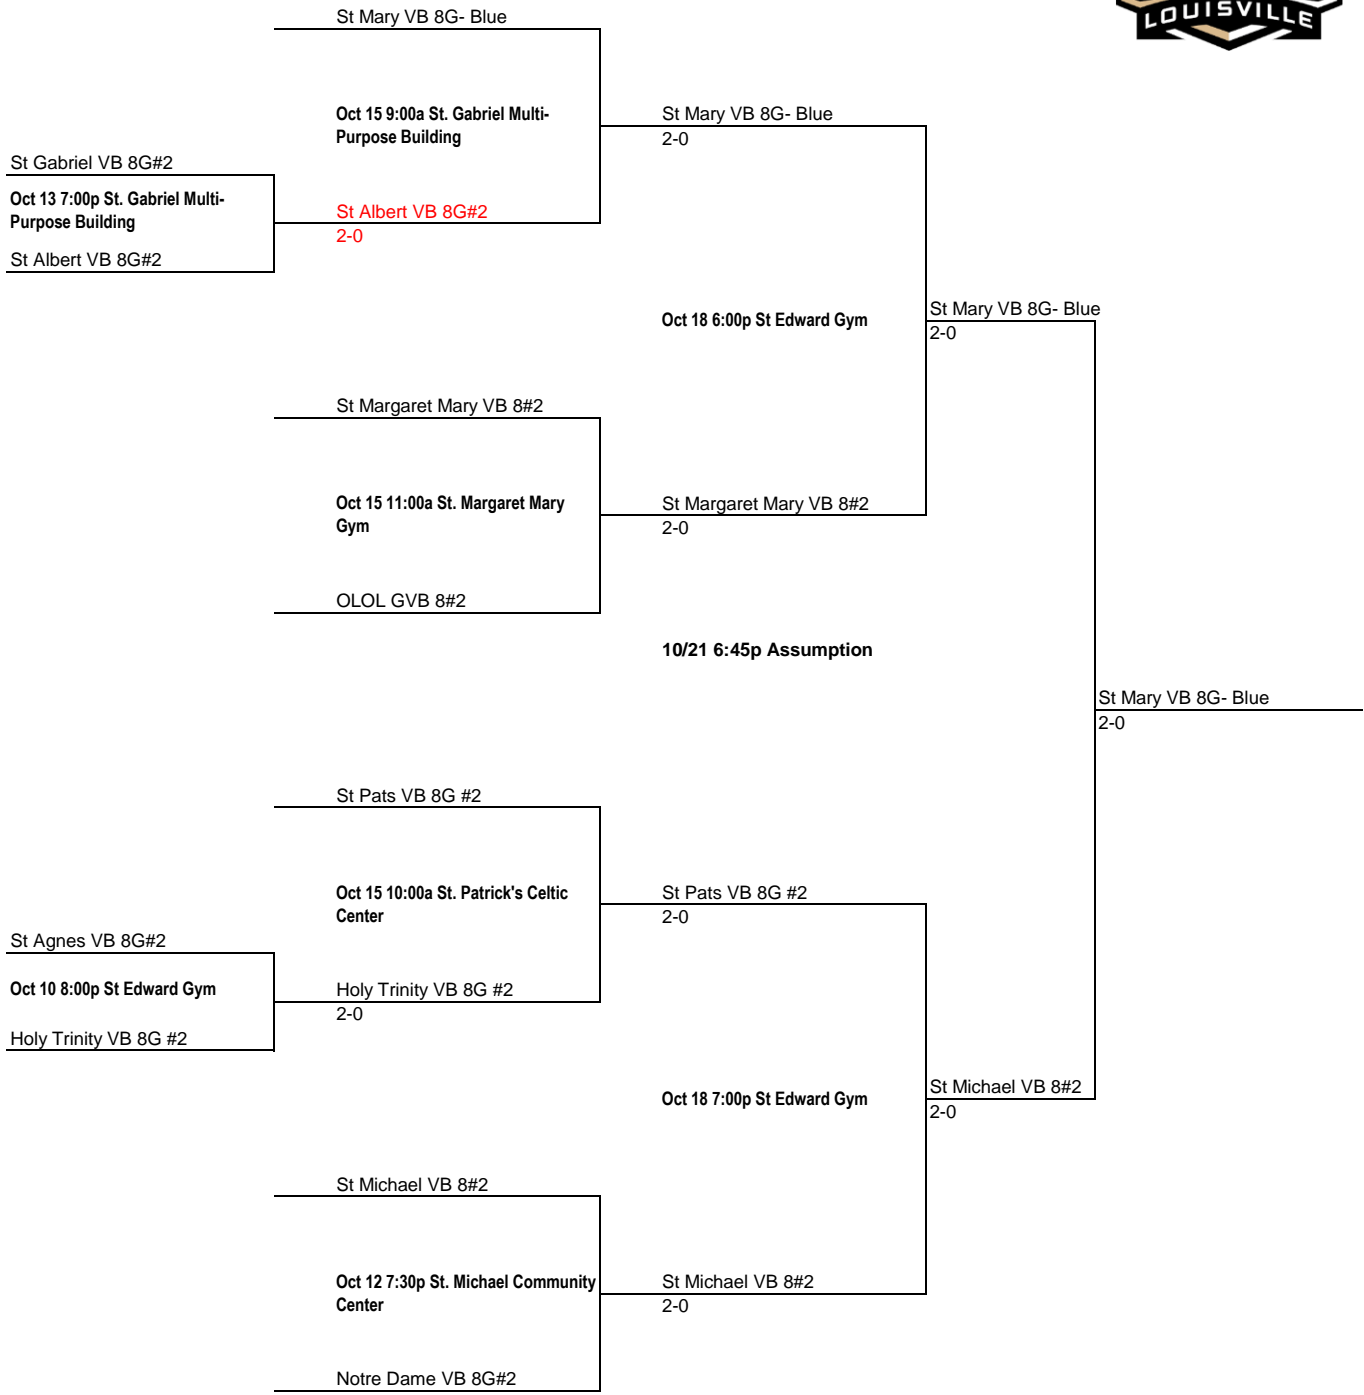 St Mary VB 8G- Blue
LOUISVILLE
Oct 15 9:00a St. Gabriel Multi-
Purpose Building
St Mary VB 8G- Blue
2-0
St Gabriel VB 8G#2
Oct 13 7:00p St. Gabriel Multi-
Purpose Building
St Albert VB 8G#2
2-0
St Albert VB 8G#2
Oct 18 6:00p St Edward Gym
St Mary VB 8G- Blue
2-0
St Margaret Mary VB 8#2
Oct 15 11:00a St. Margaret Mary
Gym
St Margaret Mary VB 8#2
2-0
OLOL GVB 8#2
10/21 6:45p Assumption
St Mary VB 8G- Blue
2-0
St Pats VB 8G #2
Oct 15 10:00a St. Patrick's Celtic
Center
St Pats VB 8G #2
2-0
St Agnes VB 8G#2
Oct 10 8:00p St Edward Gym
Holy Trinity VB 8G #2
2-0
Holy Trinity VB 8G #2
Oct 18 7:00p St Edward Gym
St Michael VB 8#2
2-0
St Michael VB 8#2
Oct 12 7:30p St. Michael Community
Center
St Michael VB 8#2
2-0
Notre Dame VB 8G#2